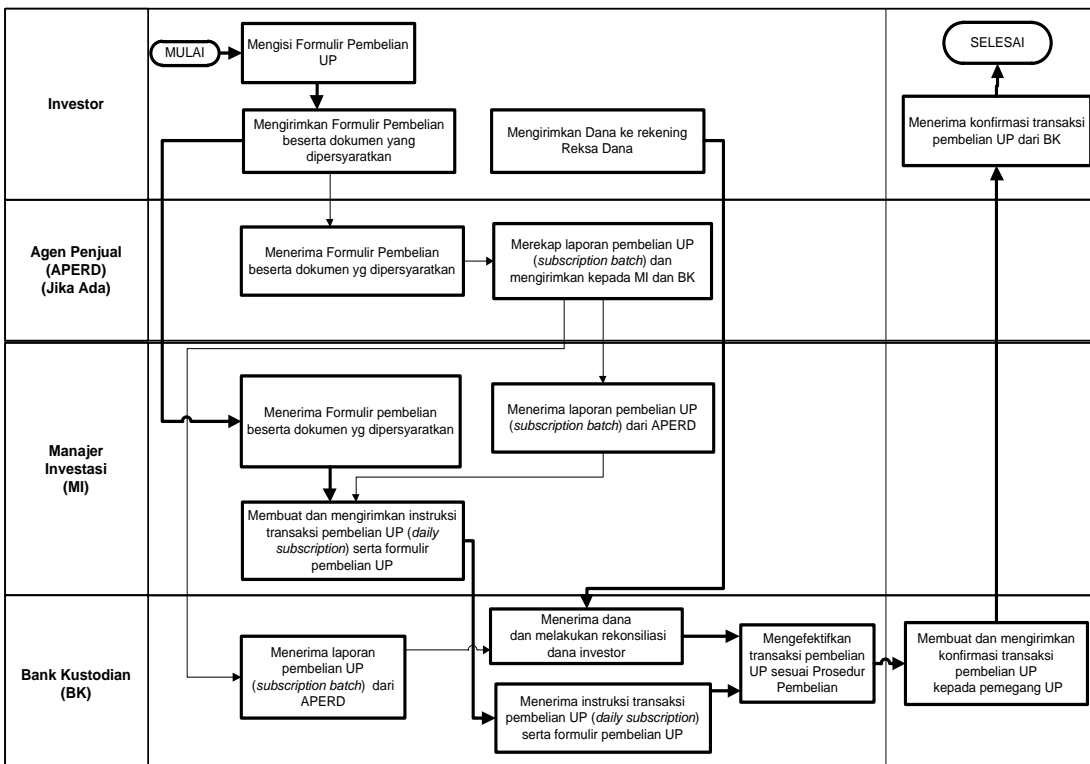 Investor
MULAI
Mengisi Formulir Pembelian
UP
Mengirimkan Formulir Pembelian
beserta dokumen yang
dipersyaratkan
Mengirimkan Dana ke rekening
Reksa Dana
SELESAI
Menerima konfirmasi transaksi
pembelian UP dari BK
Agen Penjual
(APERD)
(Jika Ada)
Menerima Formulir Pembelian
beserta dokumen yg dipersyaratkan
Merekap laporan pembelian UP
(subscription batch) dan
mengirimkan kepada MI dan BK
Manajer
Investasi
(MI)
Menerima Formulir pembelian
beserta dokumen yg dipersyaratkan
Menerima laporan pembelian UP
(subscription batch) dari APERD
Membuat dan mengirimkan instruksi
transaksi pembelian UP (daily
subscription) serta formulir
pembelian UP
Bank Kustodian
(BK)
Menerima laporan
pembelian UP
(subscription batch) dari
APERD
Menerima dana
dan melakukan rekonsiliasi
dana investor
Menerima instruksi transaksi
pembelian UP (daily subscription)
serta formulir pembelian UP
Mengefektifkan
transaksi pembelian
UP sesuai Prosedur
Pembelian
Membuat dan mengirimkan
konfirmasi transaksi
pembelian UP
kepada pemegang UP